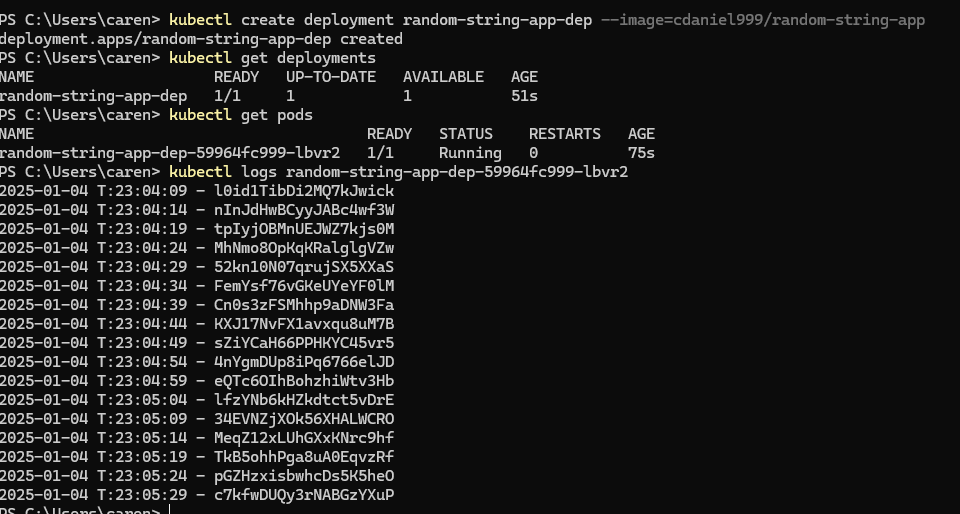 PS C:\Users\caren> kubectl create deployment random-string-app-dep --image=cdaniel999/random-string-app
deployment.apps/random-string-app-dep created
PS C:\Users\caren> kubectl get deployments
NAME                    READY   UP-TO-DATE   AVAILABLE   AGE
random-string-app-dep   1/1     1            1           51s
PS C:\Users\caren> kubectl get pods
NAME                                     READY   STATUS    RESTARTS   AGE
random-string-app-dep-59964fc999-lbvr2   1/1     Running   0          75s
PS C:\Users\caren> kubectl logs random-string-app-dep-59964fc999-lbvr2
2025-01-04 T:23:04:09 - l0id1TibDi2MQ7kJwick
2025-01-04 T:23:04:14 - nInJdHwBCyyJABc4wf3W
2025-01-04 T:23:04:19 - tpIyjOBMnUEJWZ7kjs0M
2025-01-04 T:23:04:24 - MhNmo8OpKqKRalglgVZw
2025-01-04 T:23:04:29 - 52kn10N07qrujSX5XXaS
2025-01-04 T:23:04:34 - FemYsf76vGKeUYeYF0lM
2025-01-04 T:23:04:39 - Cn0s3zFSMhhp9aDNW3Fa
2025-01-04 T:23:04:44 - KXJ17NvFX1avxqu8uM7B
2025-01-04 T:23:04:49 - sZiYCaH66PPHKYC45vr5
2025-01-04 T:23:04:54 - 4nYgmDUp8iPq6766elJD
2025-01-04 T:23:04:59 - eQTc6OIhBohzhiWtv3Hb
2025-01-04 T:23:05:04 - lfzYNb6kHZkdtct5vDrE
2025-01-04 T:23:05:09 - 34EVNZjXOk56XHALWCRO
2025-01-04 T:23:05:14 - MeqZ12xLUhGXxKNrc9hf
2025-01-04 T:23:05:19 - TkB5ohhPga8uA0EqvzRf
2025-01-04 T:23:05:24 - pGZHzxisbwhcDs5K5heO
2025-01-04 T:23:05:29 - c7kfwDUQy3rNABGzYXuP
PS C:\Users\caren>